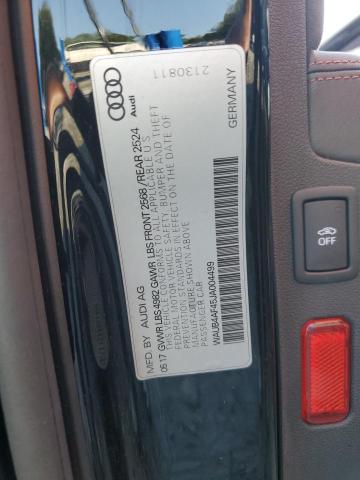 MFD. BY AUDI AG
05 17 GVWR LBS 4982 GAWR LBS FRONT 2568 / REAR 2524
THIS CAR CONFORMS TO ALL APPLICABLE U S
FEDERAL MOTOR VEHICLE SAFETY, BUMPER AND THEFT
PREVENTION STANDARDS IN EFFECT ON THE DATE OF
MANUFACTURE SHOWN ABOVE
PASSENGER CAR
WAUB4AF45JA004499
GERMANY
Audi
2130811
OFF